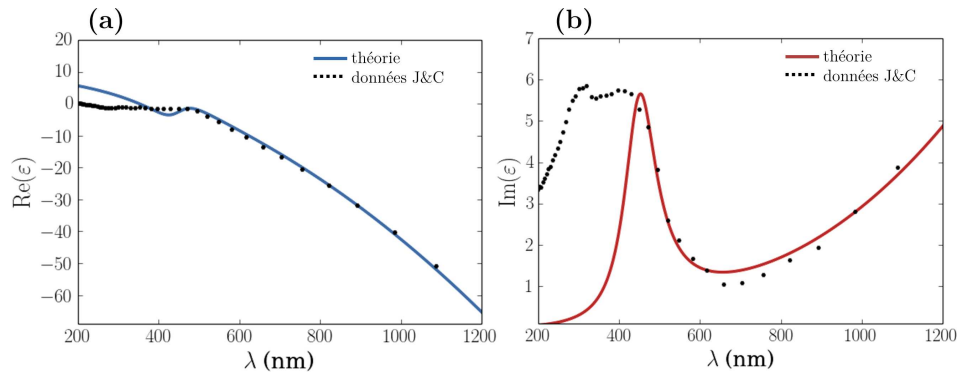 (a)
20
10
0
−10
−20
−30
−40
−50
−60
Re(ε)
théorie
données J&C
200 400 600 800 1000 1200
λ (nm)
(b)
7
6
5
4
3
2
1
Im(ε)
théorie
données J&C
200 400 600 800 1000 1200
λ (nm)